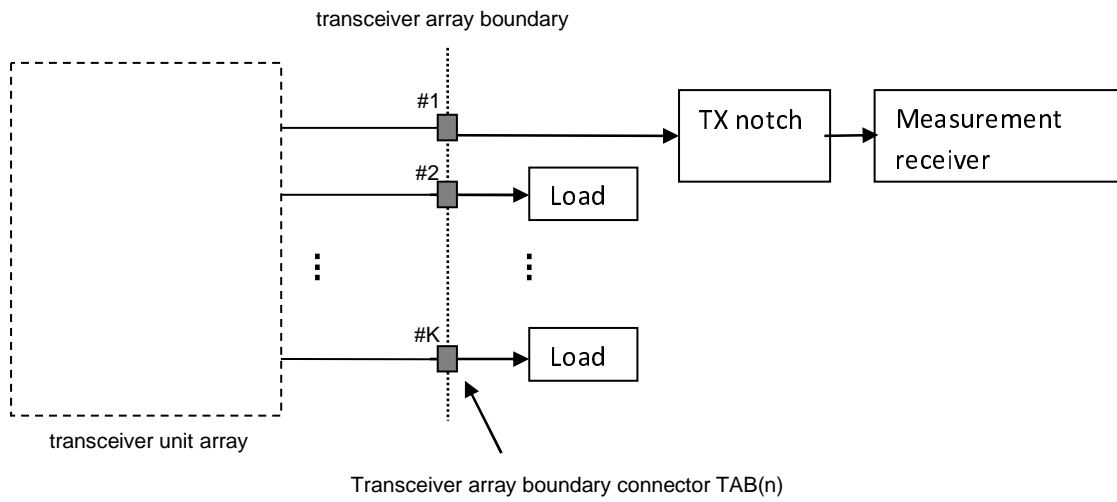 transceiver array boundary
#1
TX notch
Measurement
receiver
#2
Load
#K
Load
transceiver unit array
Transceiver array boundary connector TAB(n)